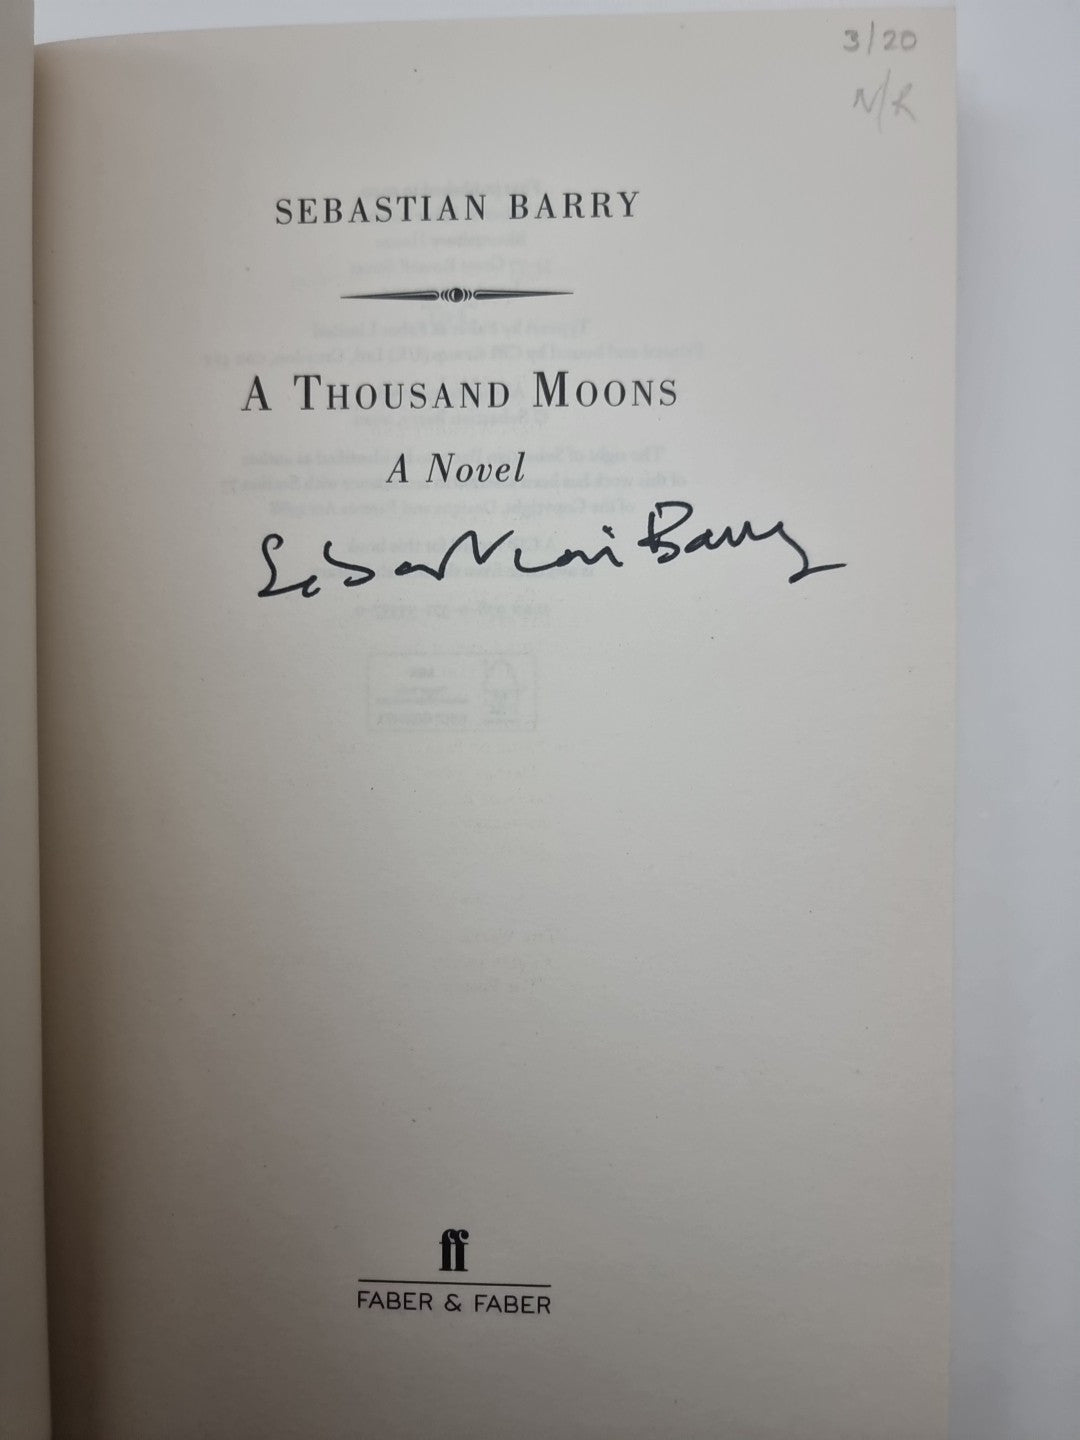 3/20
N/R
SEBASTIAN BARRY
A THOUSAND MOONS
A Novel
Sebastian Barry
ff
FABER & FABER